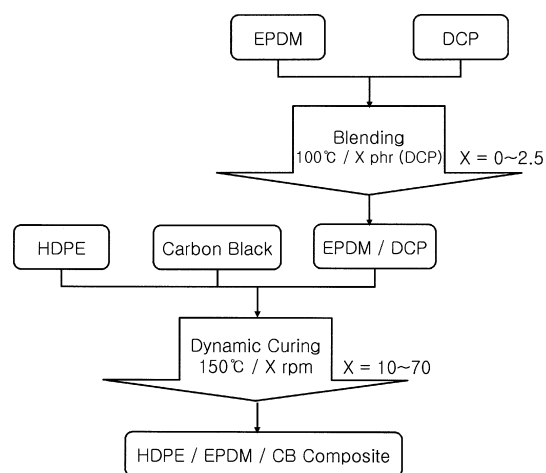 EPDM
DCP
Blending
100℃ / X phr (DCP)
X = 0~2.5
HDPE
Carbon Black
EPDM / DCP
Dynamic Curing
150℃ / X rpm
X = 10~70
HDPE / EPDM / CB Composite